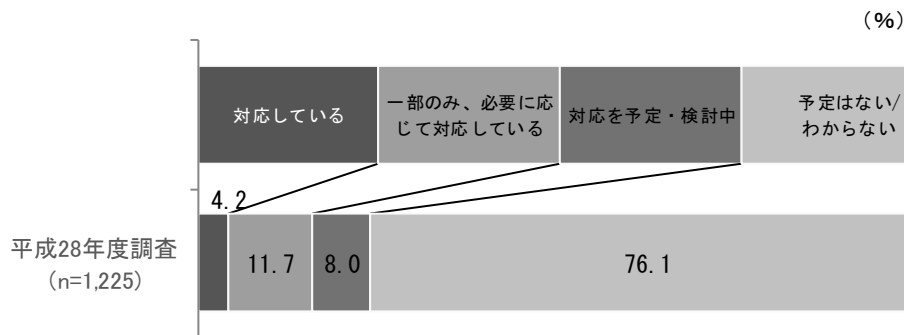 (%)
対応している
一部のみ、必要に応
じて対応している
対応を予定・検討中
予定はない/
わからない
4.2
平成28年度調査
(n=1,225)
11.7
8.0
76.1